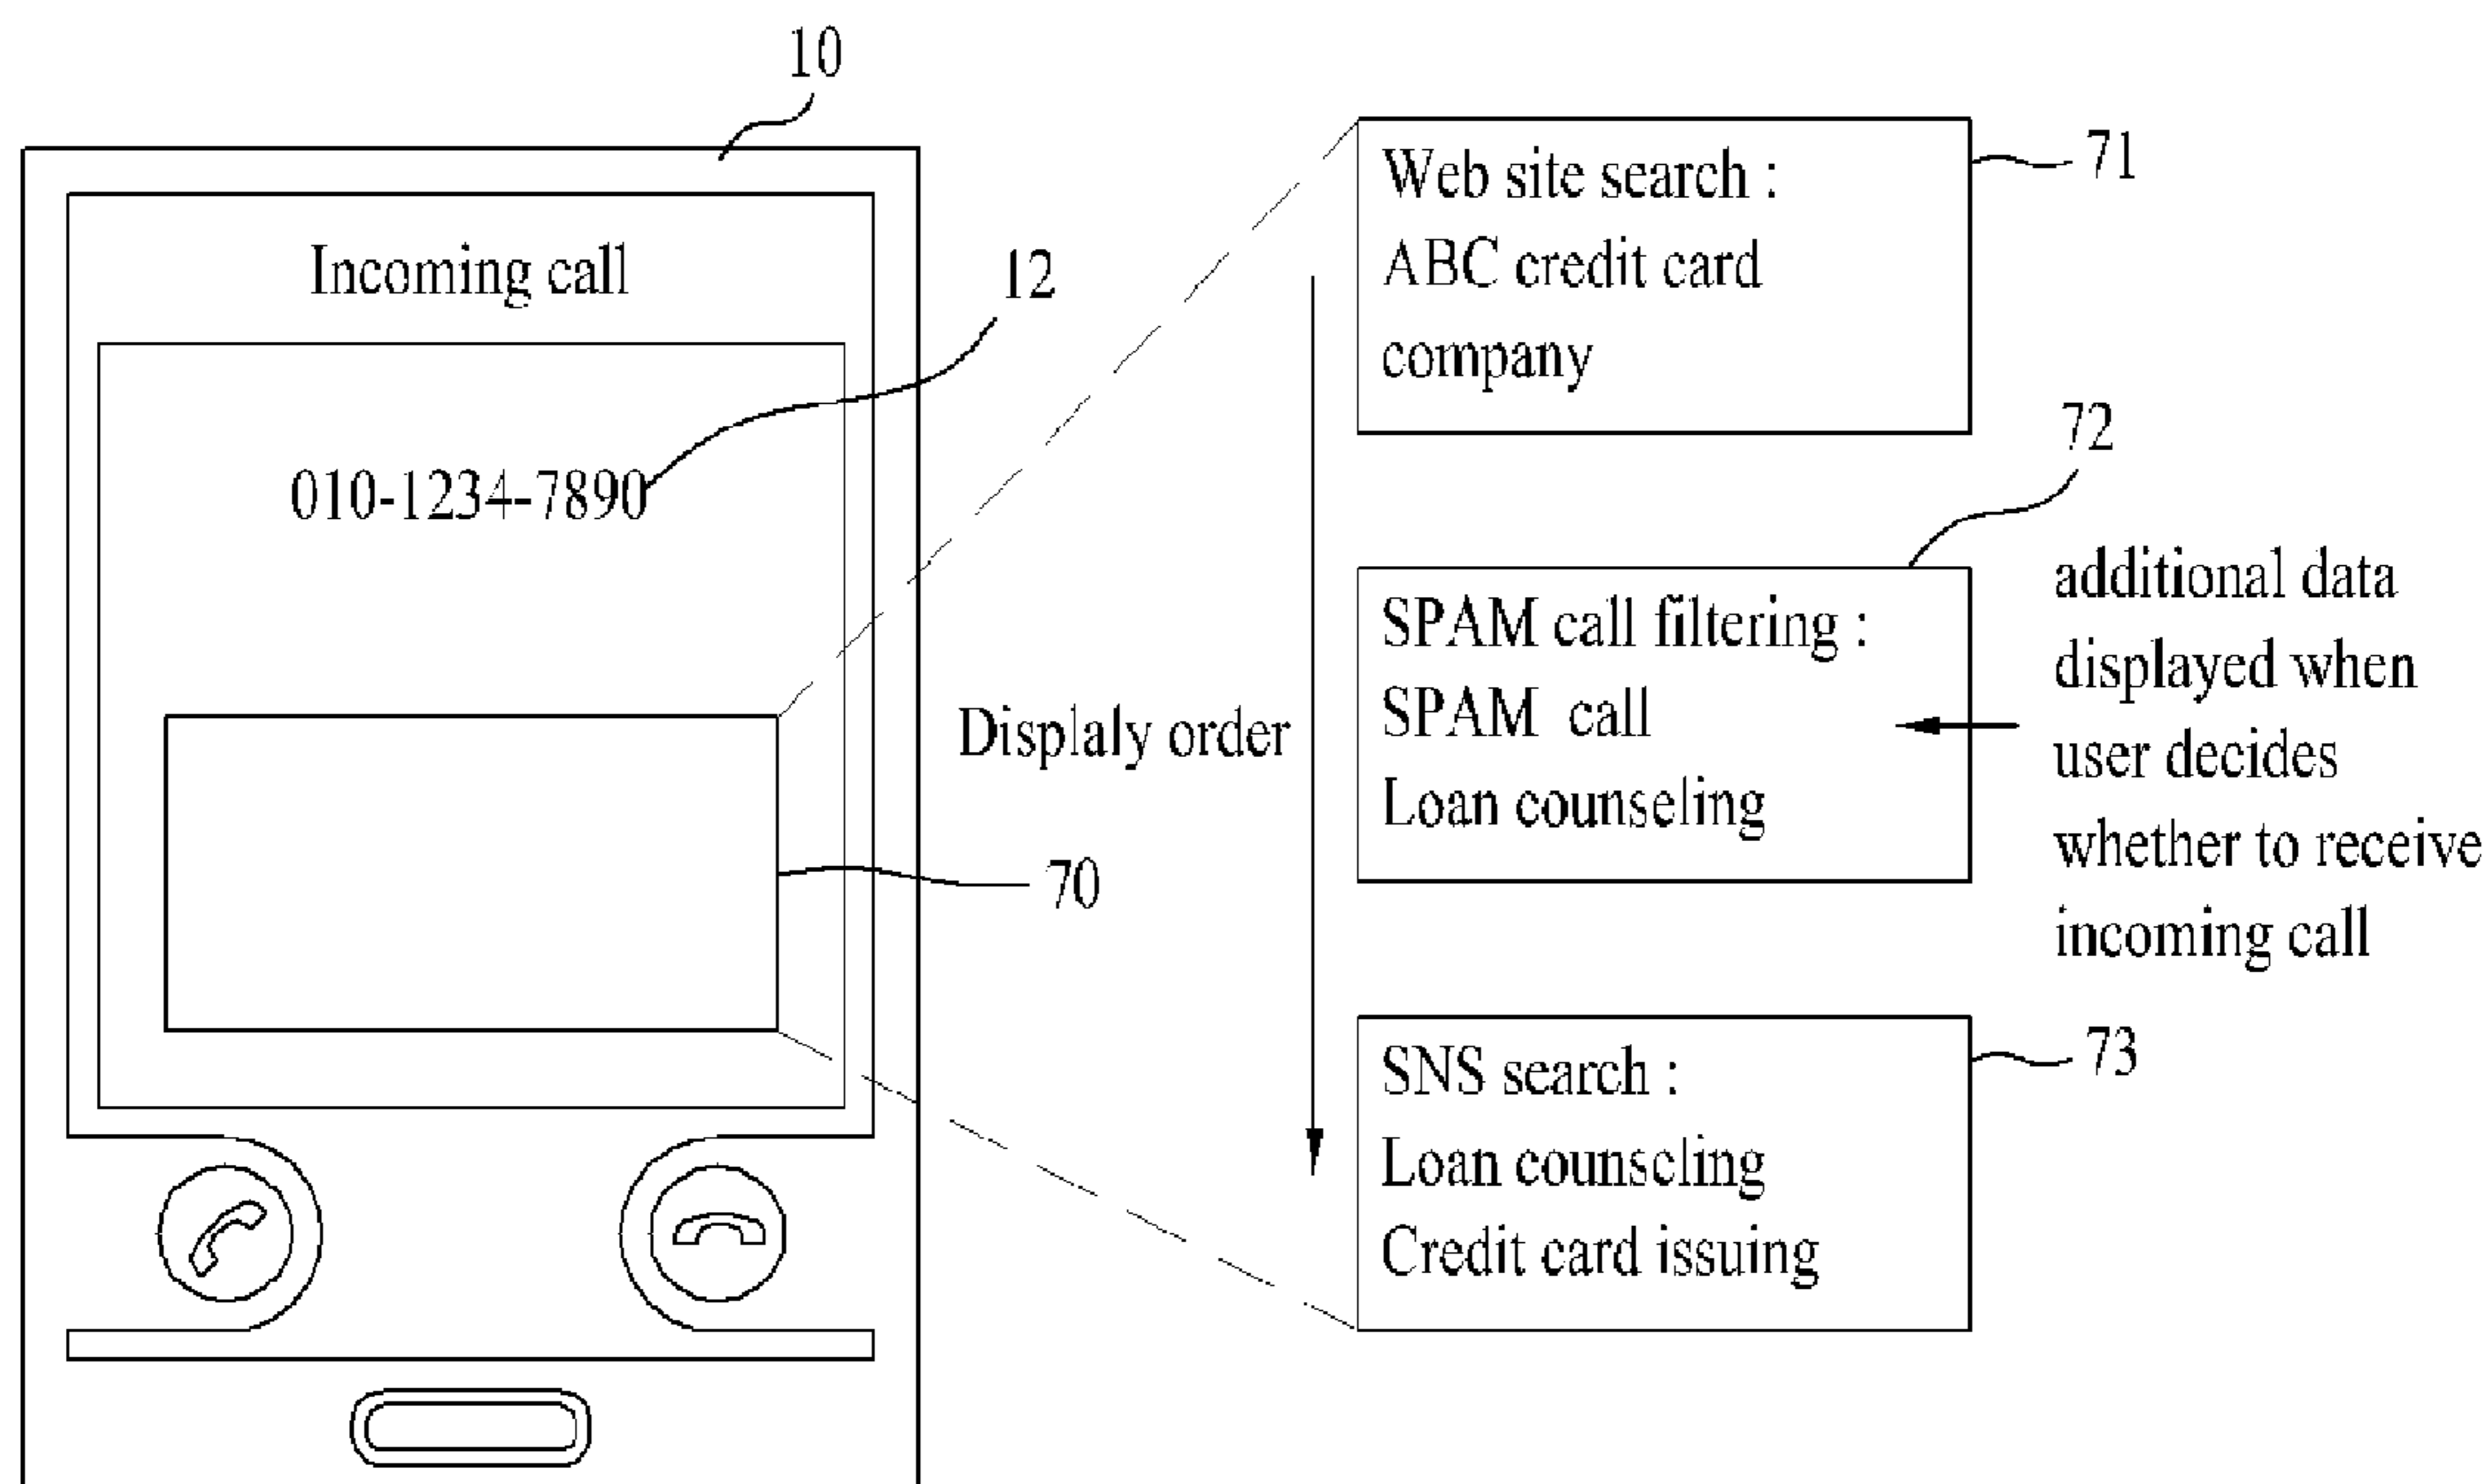 10
Incoming call
12
010-1234-7890
70
Displaly order
Web site search :
ABC credit card
company
71
72
SPAM call filtering :
SPAM call
Loan counseling
additional data
displayed when
user decides
whether to receive
incoming call
SNS search :
Loan counseling
Credit card issuing
73